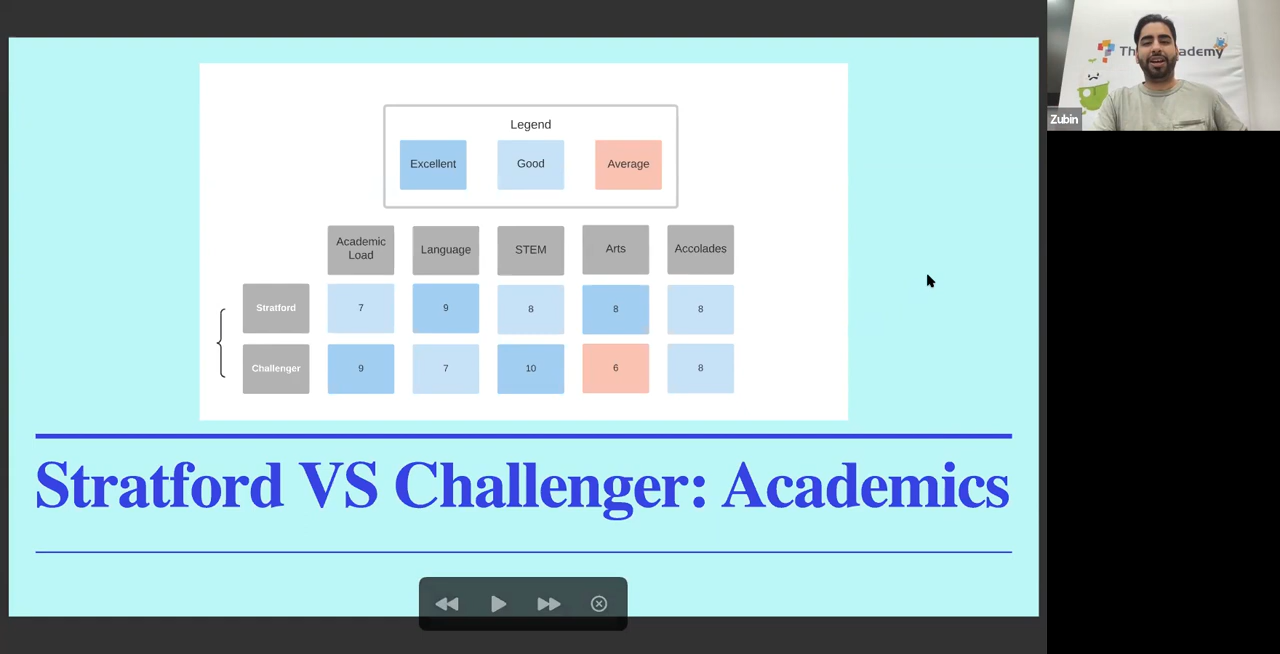 Legend
Excellent Good Average
Academic
Load
Language STEM Arts Accolades
Stratford 7 9 8 8 8
Challenger 9 7 10 6 8
Stratford VS Challenger: Academics
Zubin